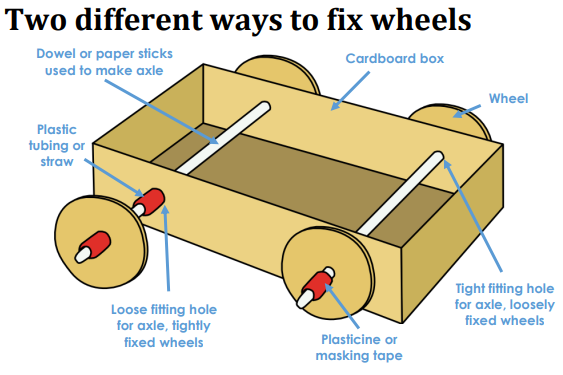 Two different ways to fix wheels
Dowel or paper sticks
used to make axle
Cardboard box
Wheel
Plastic
tubing or
straw
Loose fitting hole
for axle, tightly
fixed wheels
Plasticine or
masking tape
Tight fitting hole
for axle, loosely
fixed wheels